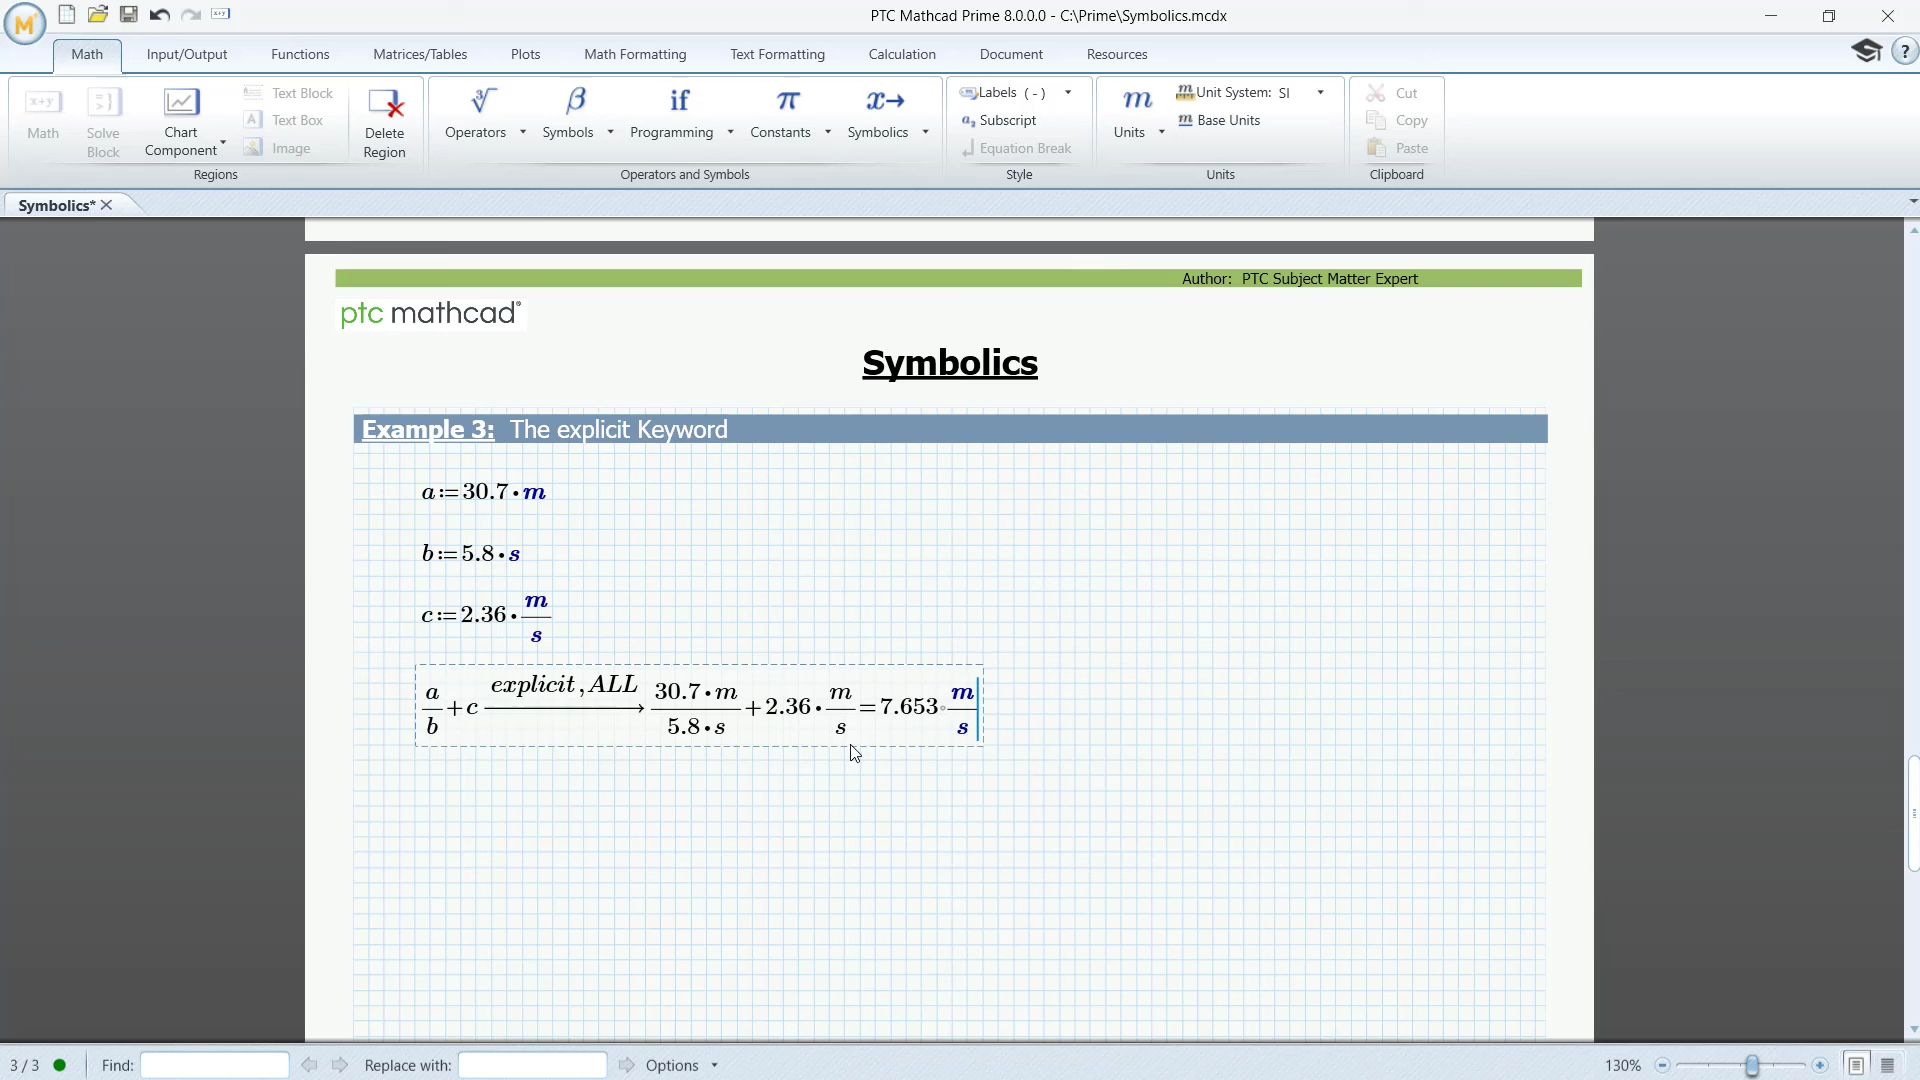 PTC Mathcad Prime 8.0.0.0 - C:\Prime\Symbolics.mcdx
Math Input/Output Functions Matrices/Tables Plots Math Formatting Text Formatting Calculation Document Resources
Math
Solve Block
Chart Component
Text Block
Text Box
Image
Delete Region
Regions
Operators
β Symbols
if Programming
π Constants
x→ Symbolics
Operators and Symbols
Labels (-)
Subscript
Equation Break
Style
m Units
Unit System: SI
Base Units
Units
Cut
Copy
Paste
Clipboard
Symbolics*
Author: PTC Subject Matter Expert
ptc mathcad®
Symbolics
Example 3: The explicit Keyword
a:=30.7•m
b:=5.8•s
c:=2.36•m/s
a/b+c explicit,ALL → 30.7•m/5.8•s+2.36•m/s=7.653 m/s
3 / 3 Find: Replace with: Options 130%